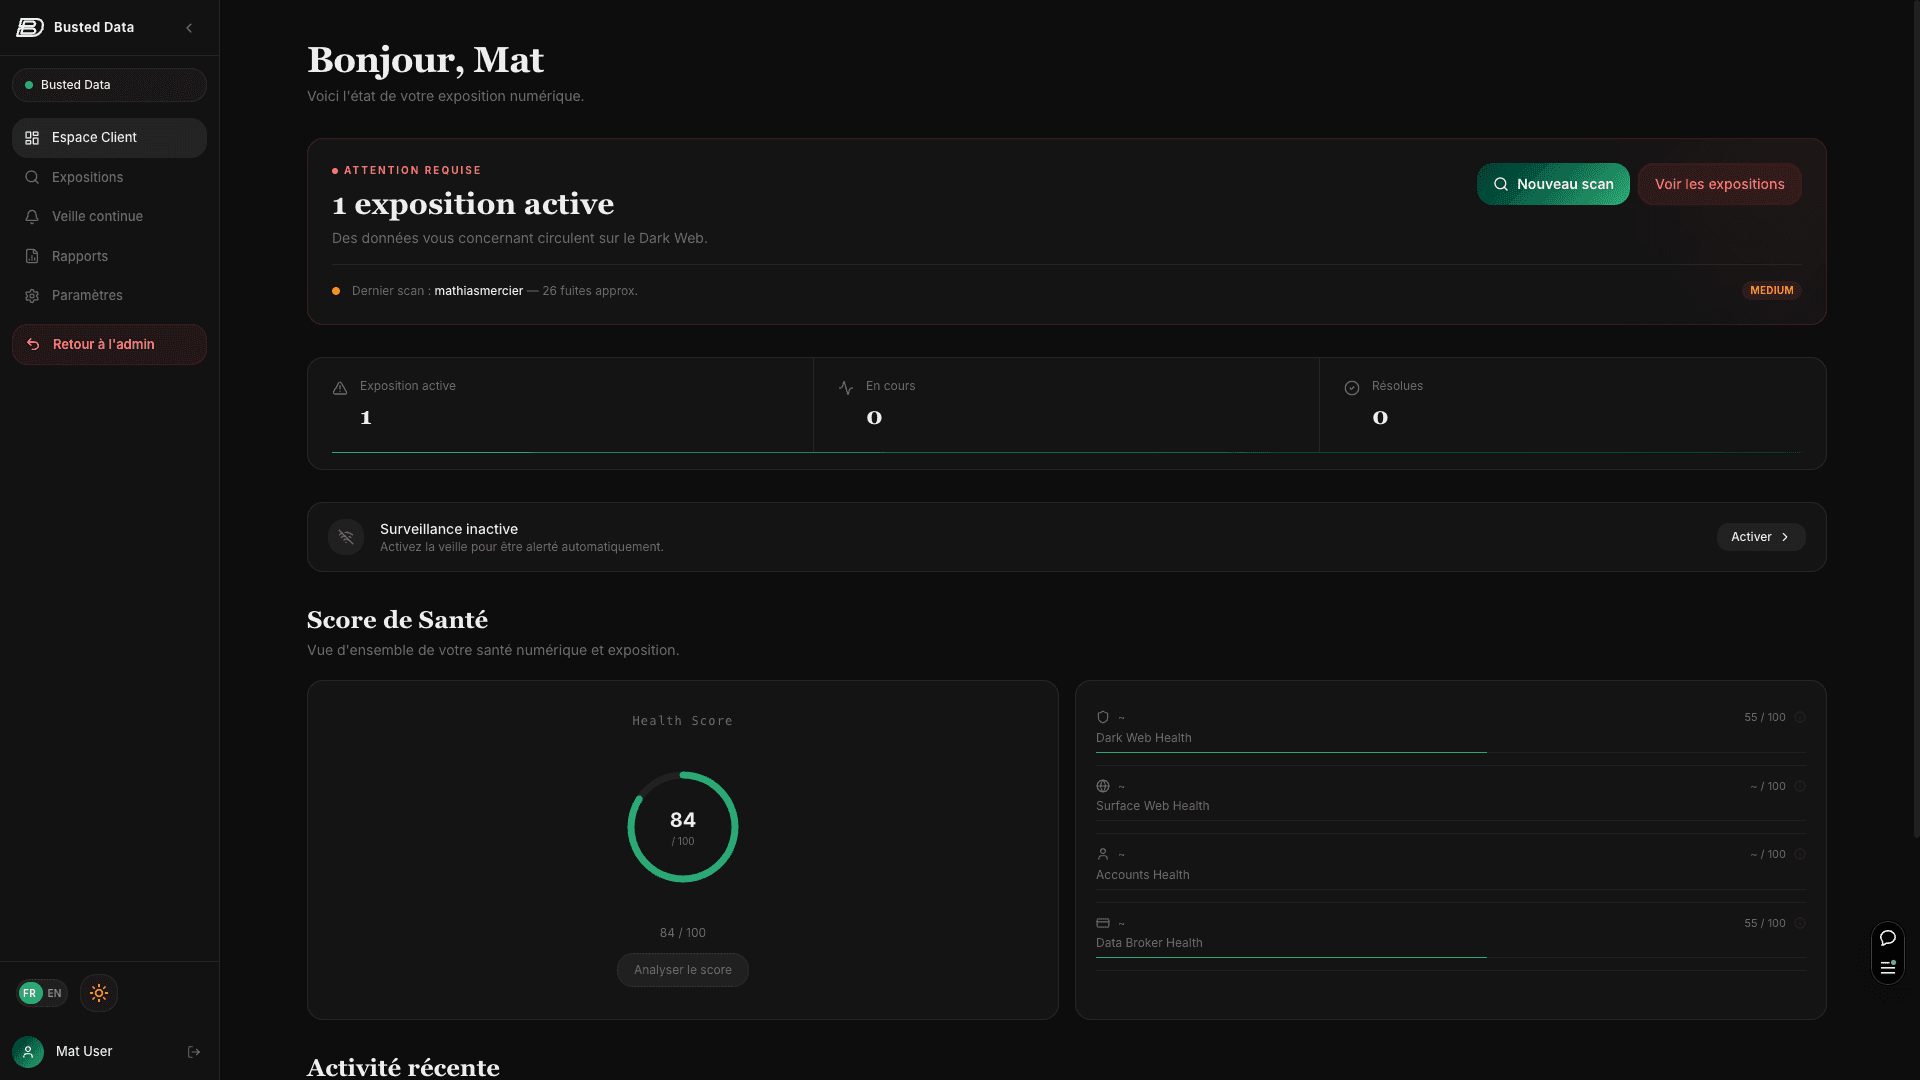 Busted Data
Busted Data
Espace Client
Expositions
Veille continue
Rapports
Paramètres
Retour à l'admin
FR EN
Mat User
Bonjour, Mat
Voici l'état de votre exposition numérique.
ATTENTION REQUISE
1 exposition active
Des données vous concernant circulent sur le Dark Web.
Nouveau scan
Voir les expositions
Dernier scan : mathiasmercier — 26 fuites approx.
MEDIUM
Exposition active
1
En cours
0
Résolues
0
Surveillance inactive
Activez la veille pour être alerté automatiquement.
Activer
Score de Santé
Vue d'ensemble de votre santé numérique et exposition.
Health Score
84
/ 100
84 / 100
Analyser le score
~ 55 / 100
Dark Web Health
~ ~ / 100
Surface Web Health
~ ~ / 100
Accounts Health
~ 55 / 100
Data Broker Health
Activité récente